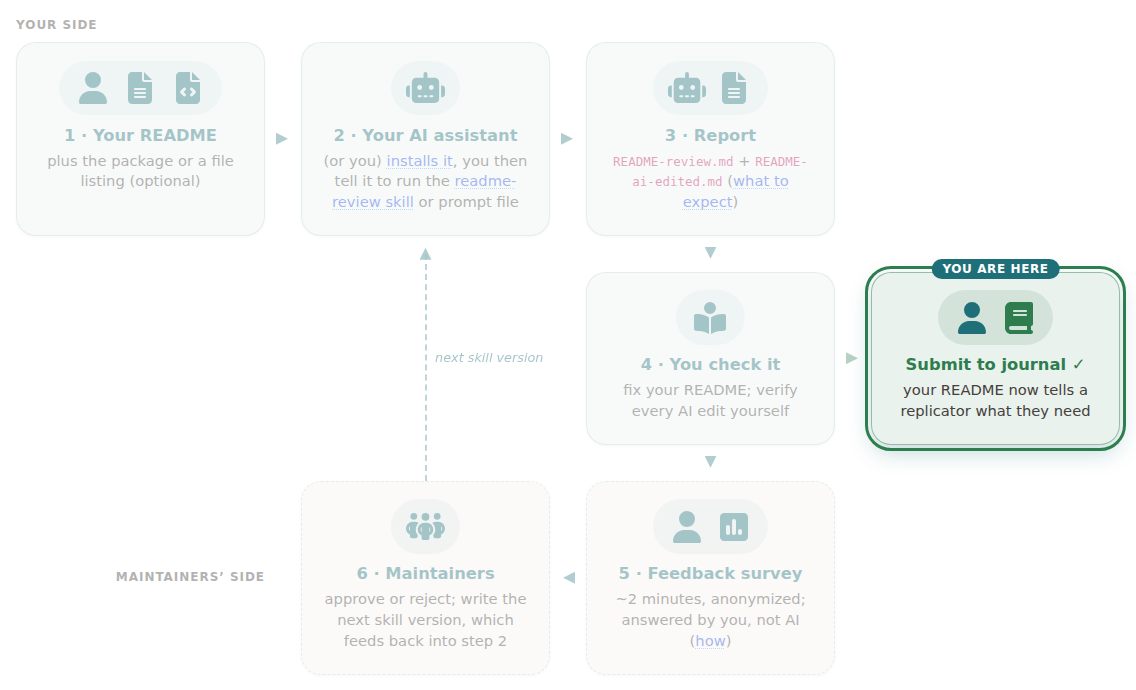 YOUR SIDE
1 · Your README
plus the package or a file
listing (optional)
2 · Your AI assistant
(or you) installs it, you then
tell it to run the readme-
review skill or prompt file
3 · Report
README-review.md + README-
ai-edited.md (what to
expect)
next skill version
4 · You check it
fix your README; verify
every AI edit yourself
YOU ARE HERE
Submit to journal ✓
your README now tells a
replicator what they need
MAINTAINERS’ SIDE
6 · Maintainers
approve or reject; write the
next skill version, which
feeds back into step 2
5 · Feedback survey
~2 minutes, anonymized;
answered by you, not AI
(how)